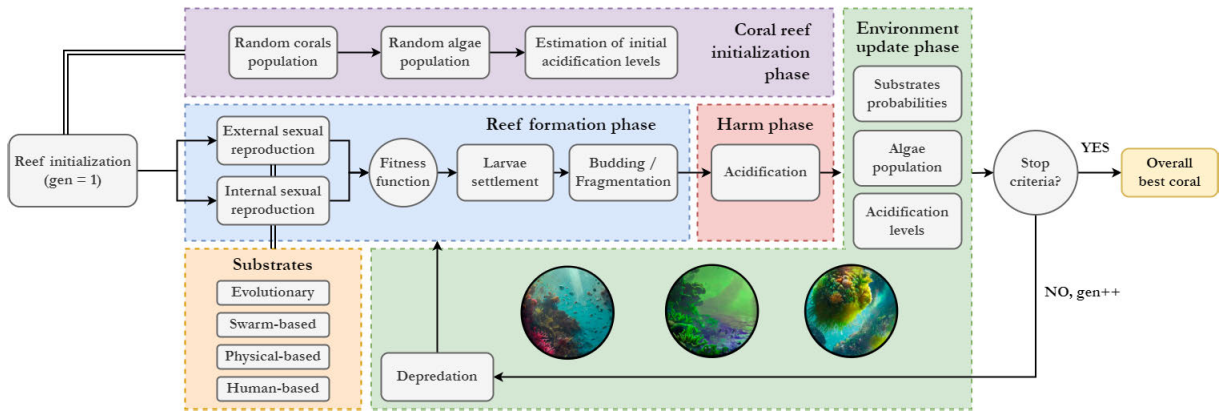 Random corals
population
Random algae
population
Estimation of initial
acidification levels
Coral reef
initialization
phase
Environment
update phase
Substrates
probabilities
Algae
population
Acidification
levels
Reef initialization
(gen = 1)
Reef formation phase
External sexual
reproduction
Internal sexual
reproduction
Fitness
function
Larvae
settlement
Budding /
Fragmentation
Harm phase
Acidification
Stop
criteria?
YES
Overall
best coral
NO, gen++
Substrates
Evolutionary
Swarm-based
Physical-based
Human-based
Depredation